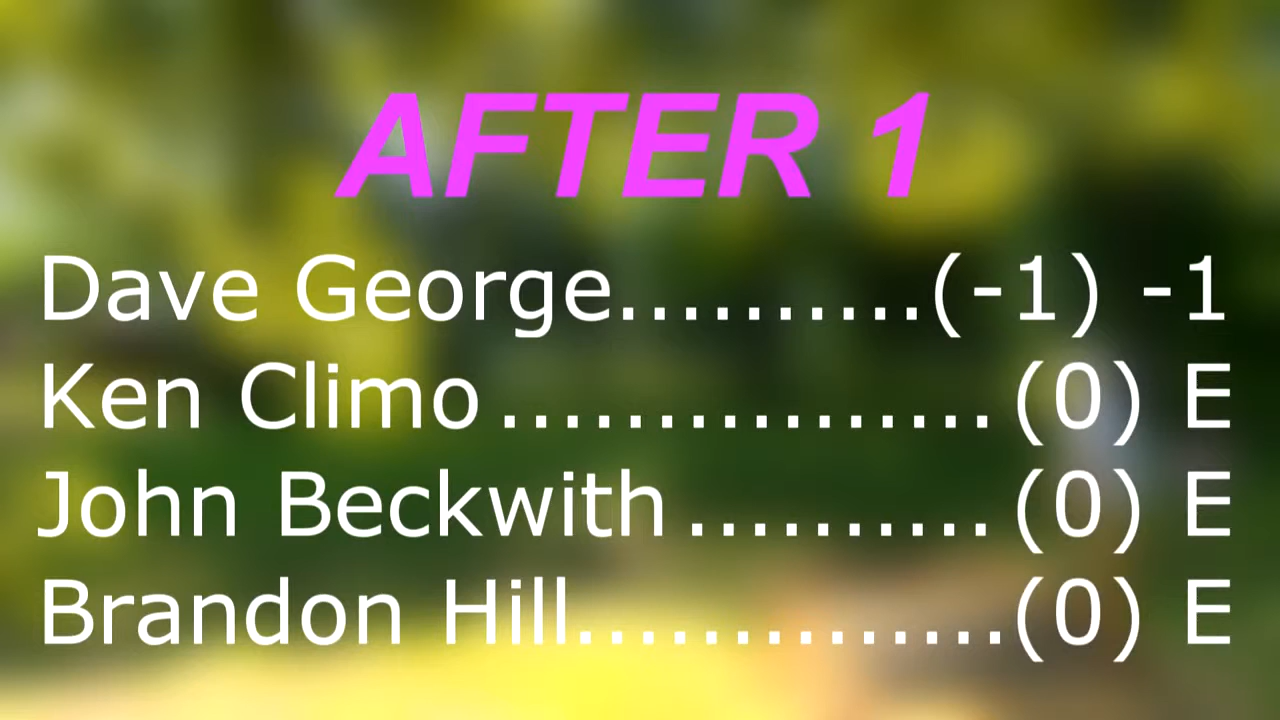 AFTER 1
Dave George..........(-1) -1
Ken Climo ................ (0) E
John Beckwith .......... (0) E
Brandon Hill..............(0) E